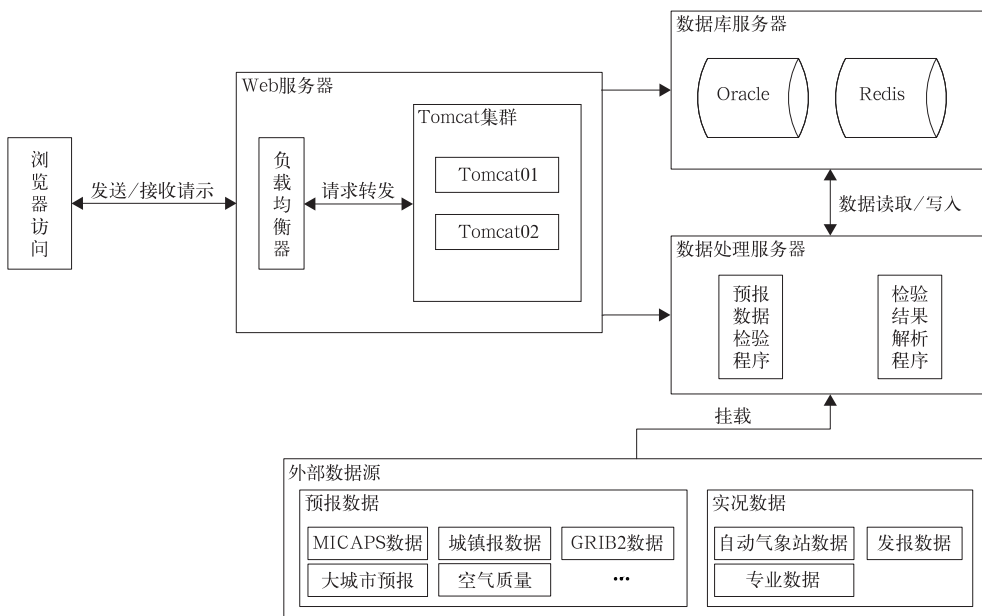 数据库服务器
Oracle
Redis
Web服务器
Tomcat集群
Tomcat01
Tomcat02
负载均衡器
请求转发
浏览器访问
发送/接收请示
数据读取/写入
数据处理服务器
预报
数据
检验
程序
检验
结果
解析
程序
挂载
外部数据源
预报数据
MICAPS数据
城镇报数据
GRIB2数据
大城市预报
空气质量
…
实况数据
自动气象站数据
发报数据
专业数据